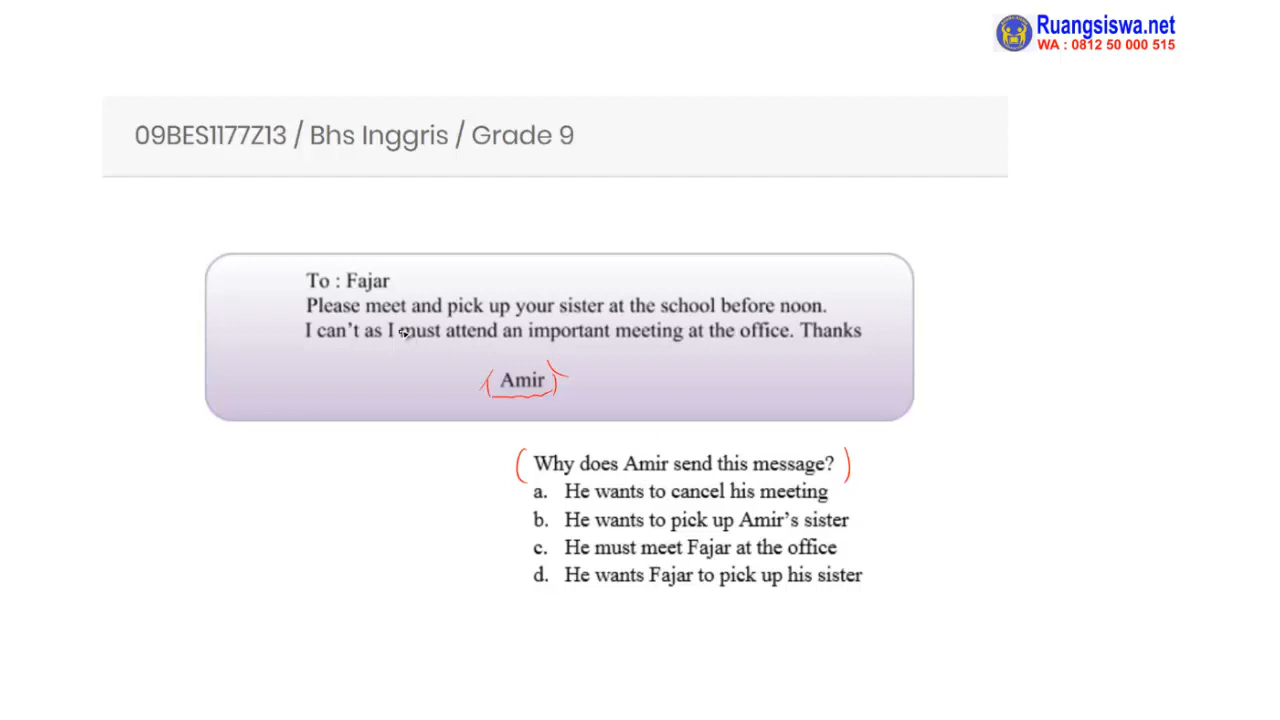 Ruangsiswa.net
WA : 0812 50 000 515
09BES1177Z13 / Bhs Inggris / Grade 9
To : Fajar
Please meet and pick up your sister at the school before noon.
I can't as I must attend an important meeting at the office. Thanks
Amir
Why does Amir send this message?
a. He wants to cancel his meeting
b. He wants to pick up Amir's sister
c. He must meet Fajar at the office
d. He wants Fajar to pick up his sister